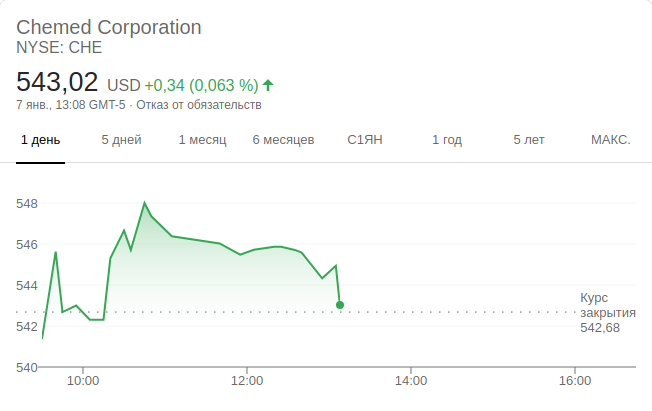 Chemed Corporation
NYSE: CHE
543,02 USD +0,34 (0,063 %)
7 янв., 13:08 GMT-5 · Отказ от обязательств
1 день 5 дней 1 месяц 6 месяцев С1ЯН 1 год 5 лет МАКС.
548
546
544
Курс
закрытия
542,68
542
540
10:00 12:00 14:00 16:00